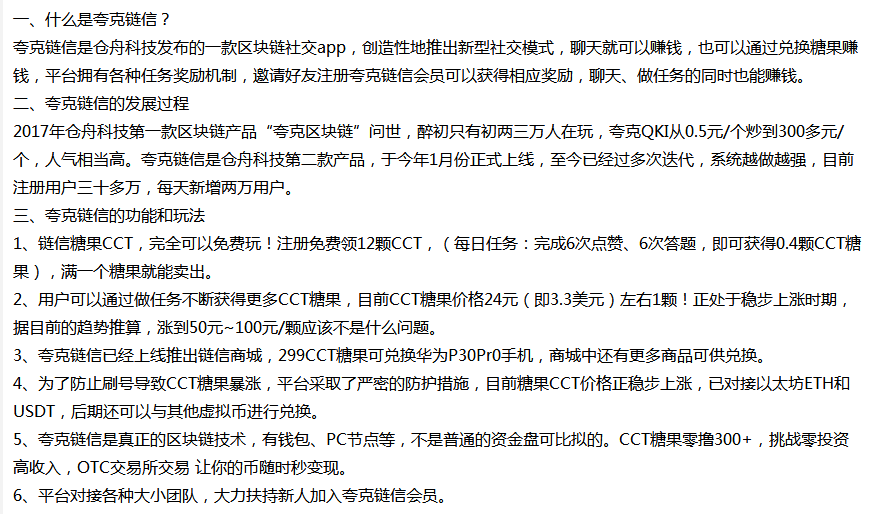 一、什么是夸克链信？
夸克链信是仓舟科技发布的一款区块链社交app，创造性地推出新型社交模式，聊天就可以赚钱，也可以通过兑换糖果赚
钱，平台拥有各种任务奖励机制，邀请好友注册夸克链信会员可以获得相应奖励，聊天、做任务的同时也能赚钱。
二、夸克链信的发展过程
2017年仓舟科技第一款区块链产品“夸克区块链”问世，醉初只有初两三万人在玩，夸克QKI从0.5元/个炒到300多元/
个，人气相当高。夸克链信是仓舟科技第二款产品，于今年1月份正式上线，至今已经过多次迭代，系统越做越强，目前
注册用户三十多万，每天新增两万用户。
三、夸克链信的功能和玩法
1、链信糖果CCT，完全可以免费玩！注册免费领12颗CCT，（每日任务：完成6次点赞、6次答题，即可获得0.4颗CCT糖
果），满一个糖果就能卖出。
2、用户可以通过做任务不断获得更多CCT糖果，目前CCT糖果价格24元（即3.3美元）左右1颗！正处于稳步上涨时期，
据目前的趋势推算，涨到50元~100元/颗应该不是什么问题。
3、夸克链信已经上线推出链信商城，299CCT糖果可兑换华为P30Pr0手机，商城中还有更多商品可供兑换。
4、为了防止刷号导致CCT糖果暴涨，平台采取了严密的防护措施，目前糖果CCT价格正稳步上涨，已对接以太坊ETH和
USDT，后期还可以与其他虚拟币进行兑换。
5、夸克链信是真正的区块链技术，有钱包、PC节点等，不是普通的资金盘可比拟的。CCT糖果零撸300+，挑战零投资
高收入，OTC交易所交易 让你的币随时秒变现。
6、平台对接各种大小团队，大力扶持新人加入夸克链信会员。